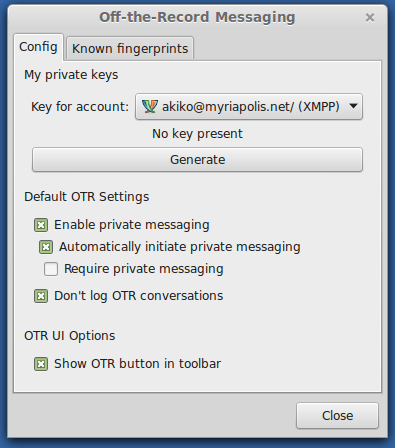 Off-the-Record Messaging
Config Known fingerprints
My private keys
Key for account: akiko@myriapolis.net/ (XMPP)
No key present
Generate
Default OTR Settings
Enable private messaging
Automatically initiate private messaging
Require private messaging
Don't log OTR conversations
OTR UI Options
Show OTR button in toolbar
Close